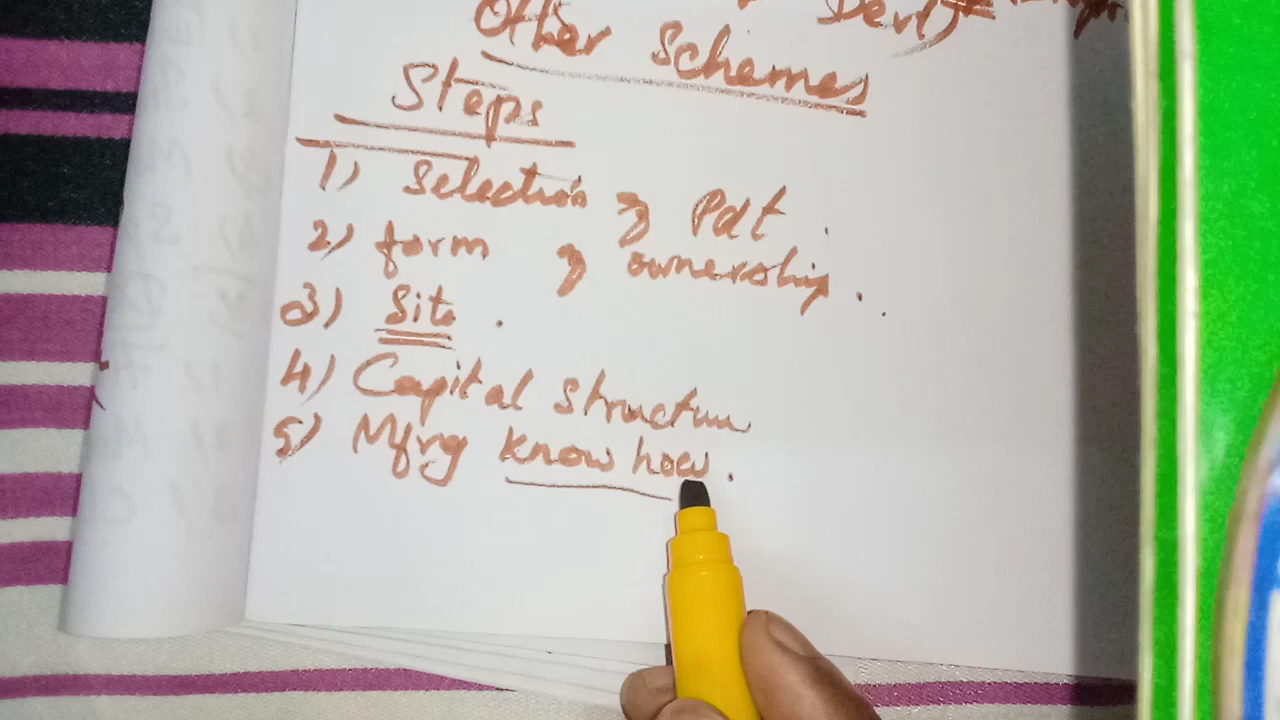 Devt)
Other Schemes
Steps
1) Selection of Pdt.
2) form of ownership.
3) Site.
4) Capital Structure
5) Mfrg know how.